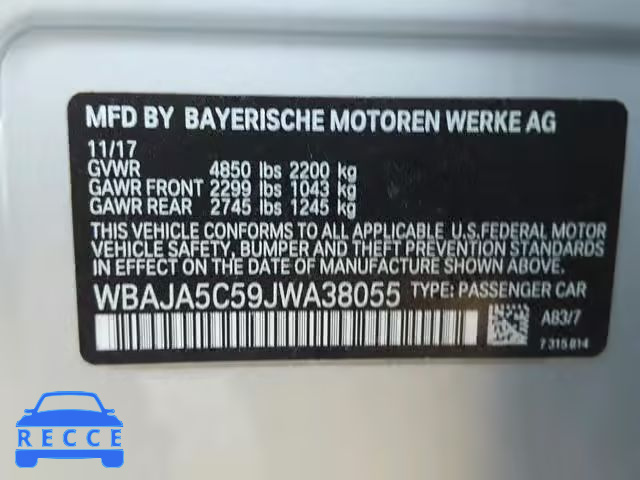 MFD BY BAYERISCHE MOTOREN WERKE AG
11/17
GVWR 4850 lbs 2200 kg
GAWR FRONT 2299 lbs 1043 kg
GAWR REAR 2745 lbs 1245 kg
THIS VEHICLE CONFORMS TO ALL APPLICABLE U.S.FEDERAL MOTOR
VEHICLE SAFETY, BUMPER AND THEFT PREVENTION STANDARDS
IN EFFECT ON THE DATE OF MANUFACTURE SHOWN ABOVE.
WBAJA5C59JWA38055 TYPE: PASSENGER CAR
A83/7
7 315 814
RECCE